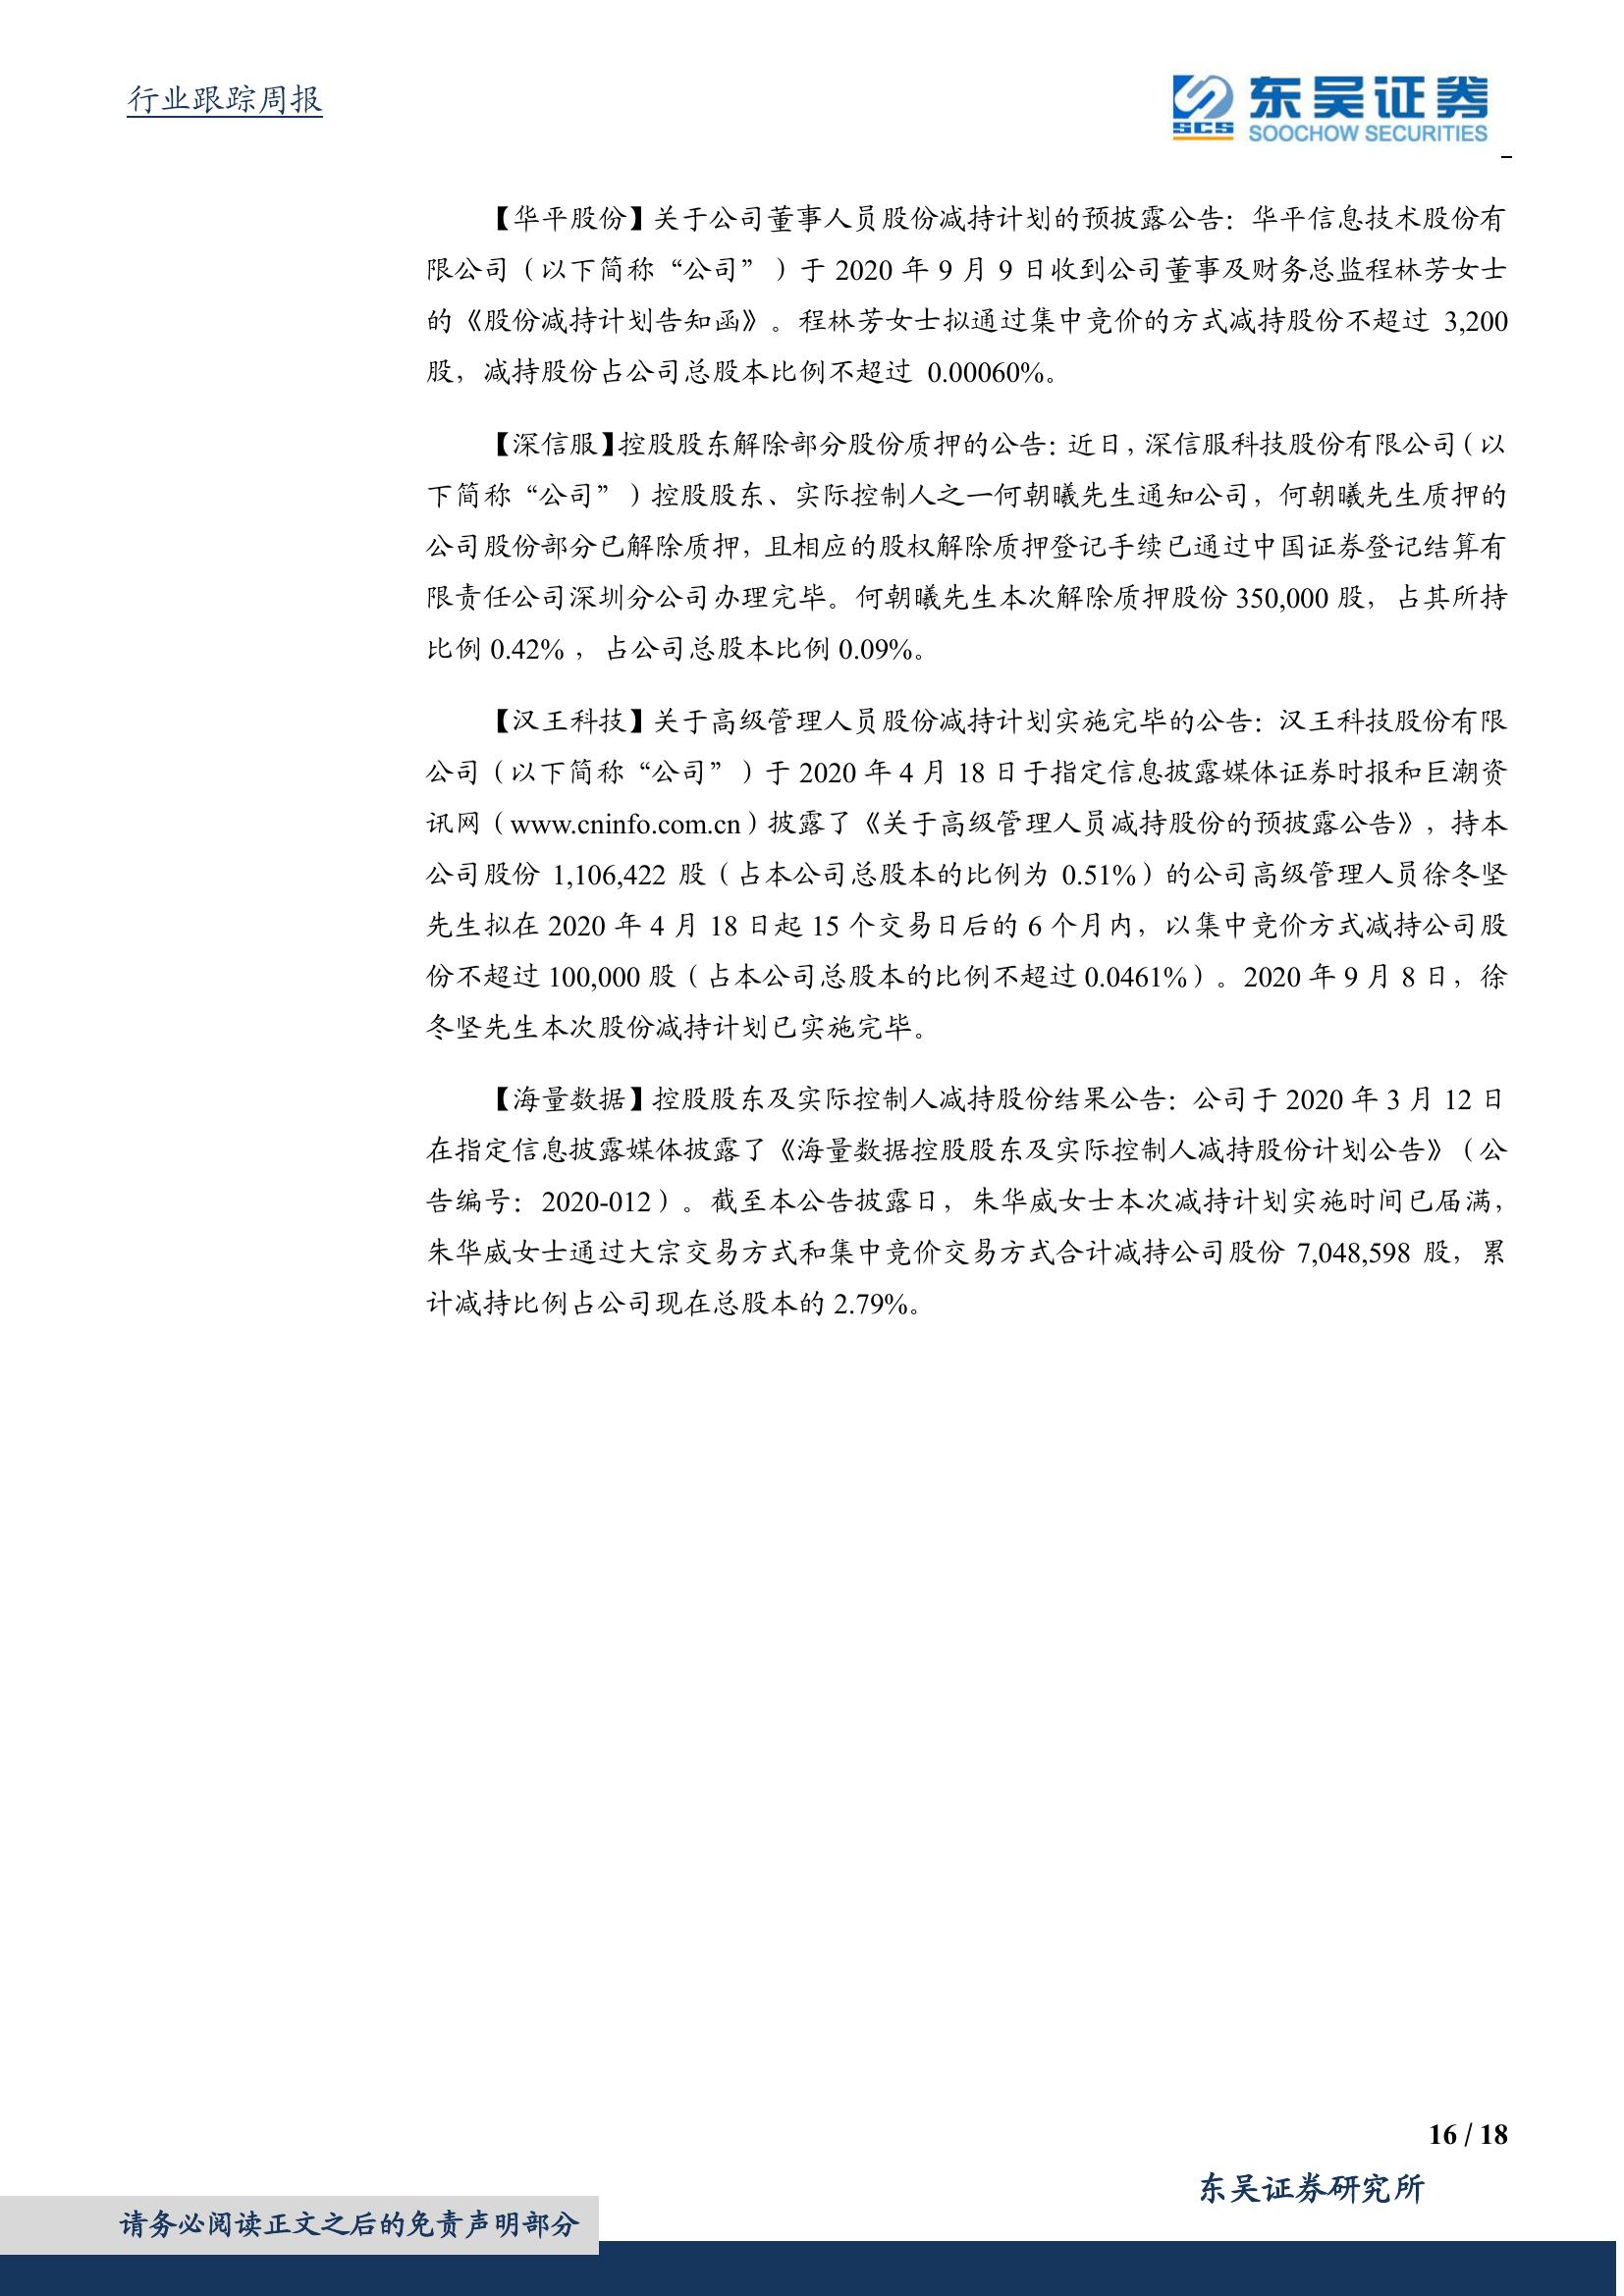 行业跟踪周报
SCS
东吴证券
SOOCHOW SECURITIES
【华平股份】关于公司董事人员股份减持计划的预披露公告：华平信息技术股份有
限公司（以下简称“公司”）于 2020 年 9 月 9 日收到公司董事及财务总监程林芳女士
的《股份减持计划告知函》。程林芳女士拟通过集中竞价的方式减持股份不超过 3,200
股，减持股份占公司总股本比例不超过 0.00060%。
【深信服】控股股东解除部分股份质押的公告：近日，深信服科技股份有限公司（以
下简称“公司”）控股股东、实际控制人之一何朝曦先生通知公司，何朝曦先生质押的
公司股份部分已解除质押，且相应的股权解除质押登记手续已通过中国证券登记结算有
限责任公司深圳分公司办理完毕。何朝曦先生本次解除质押股份 350,000 股，占其所持
比例 0.42% ，占公司总股本比例 0.09%。
【汉王科技】关于高级管理人员股份减持计划实施完毕的公告：汉王科技股份有限
公司（以下简称“公司”）于 2020 年 4 月 18 日于指定信息披露媒体证券时报和巨潮资
讯网（www.cninfo.com.cn）披露了《关于高级管理人员减持股份的预披露公告》，持本
公司股份 1,106,422 股（占本公司总股本的比例为 0.51%）的公司高级管理人员徐冬坚
先生拟在 2020 年 4 月 18 日起 15 个交易日后的 6 个月内，以集中竞价方式减持公司股
份不超过 100,000 股（占本公司总股本的比例不超过 0.0461%）。2020 年 9 月 8 日，徐
冬坚先生本次股份减持计划已实施完毕。
【海量数据】控股股东及实际控制人减持股份结果公告：公司于 2020 年 3 月 12 日
在指定信息披露媒体披露了《海量数据控股股东及实际控制人减持股份计划公告》（公
告编号：2020-012）。截至本公告披露日，朱华威女士本次减持计划实施时间已届满，
朱华威女士通过大宗交易方式和集中竞价交易方式合计减持公司股份 7,048,598 股，累
计减持比例占公司现在总股本的 2.79%。
16 / 18
东吴证券研究所
请务必阅读正文之后的免责声明部分